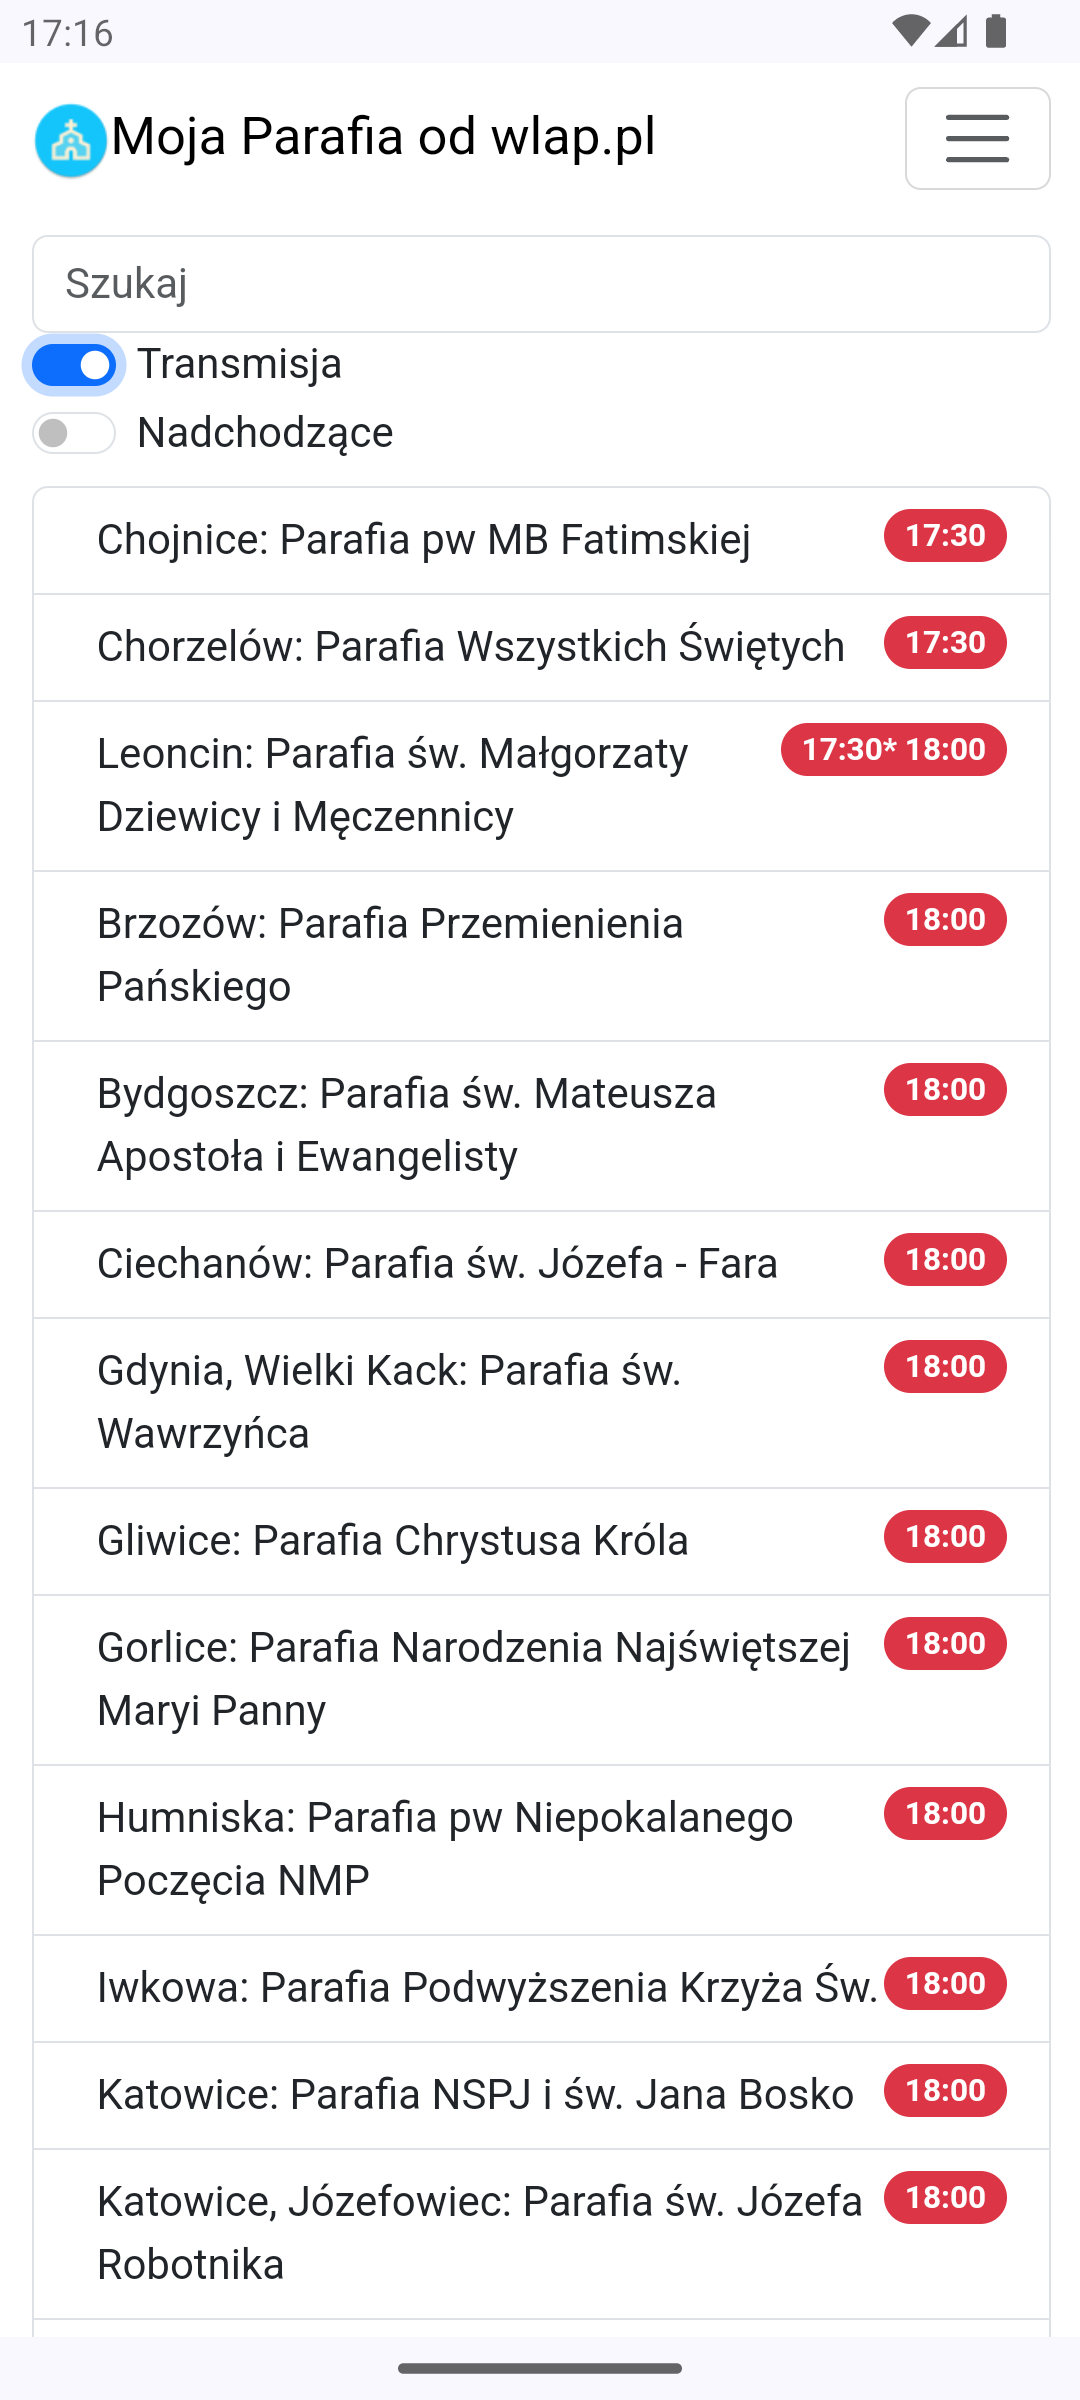 17:16
Moja Parafia od wlap.pl
Szukaj
Transmisja
Nadchodzące
Chojnice: Parafia pw MB Fatimskiej 17:30
Chorzelów: Parafia Wszystkich Świętych 17:30
Leoncin: Parafia św. Małgorzaty 17:30* 18:00
Dziewicy i Męczennicy
Brzozów: Parafia Przemienienia 18:00
Pańskiego
Bydgoszcz: Parafia św. Mateusza 18:00
Apostoła i Ewangelisty
Ciechanów: Parafia św. Józefa - Fara 18:00
Gdynia, Wielki Kack: Parafia św. 18:00
Wawrzyńca
Gliwice: Parafia Chrystusa Króla 18:00
Gorlice: Parafia Narodzenia Najświętszej 18:00
Maryi Panny
Humniska: Parafia pw Niepokalanego 18:00
Poczęcia NMP
Iwkowa: Parafia Podwyższenia Krzyża Św. 18:00
Katowice: Parafia NSPJ i św. Jana Bosko 18:00
Katowice, Józefowiec: Parafia św. Józefa 18:00
Robotnika